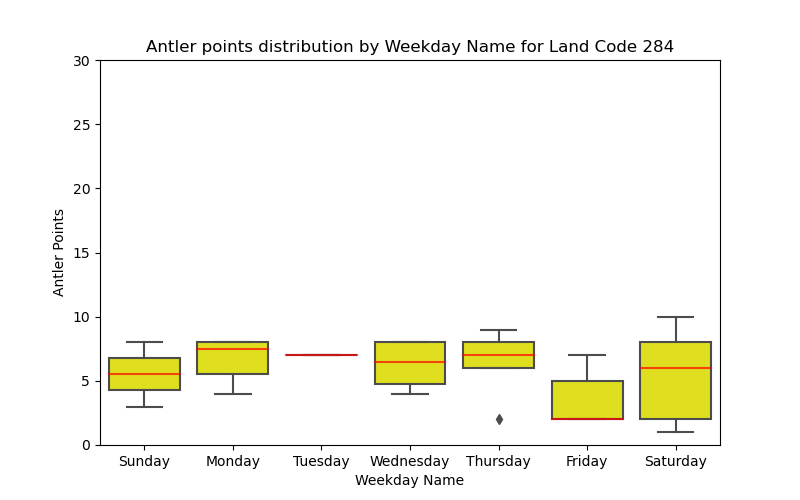 Antler points distribution by Weekday Name for Land Code 284
Antler Points
30
25
20
15
10
5
0
Sunday Monday Tuesday Wednesday Thursday Friday Saturday
Weekday Name